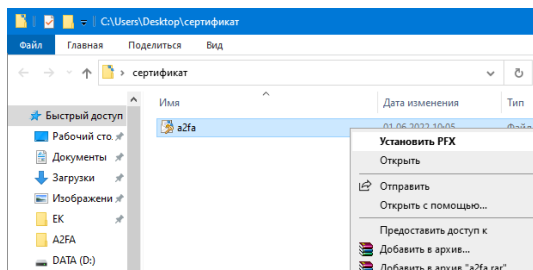 C:\Users\Desktop\сертификат
Файл Главная Поделиться Вид
сертификат
Имя Дата изменения Тип
Быстрый доступ
Рабочий сто.
Документы
Загрузки
Изображени
EK
A2FA
DATA (D:)
a2fa 01.06.2022 10:05 Файл
Установить PFX
Открыть
Отправить
Открыть с помощью...
Предоставить доступ к
Добавить в архив...
Добавить в архив "a2fa.rar"